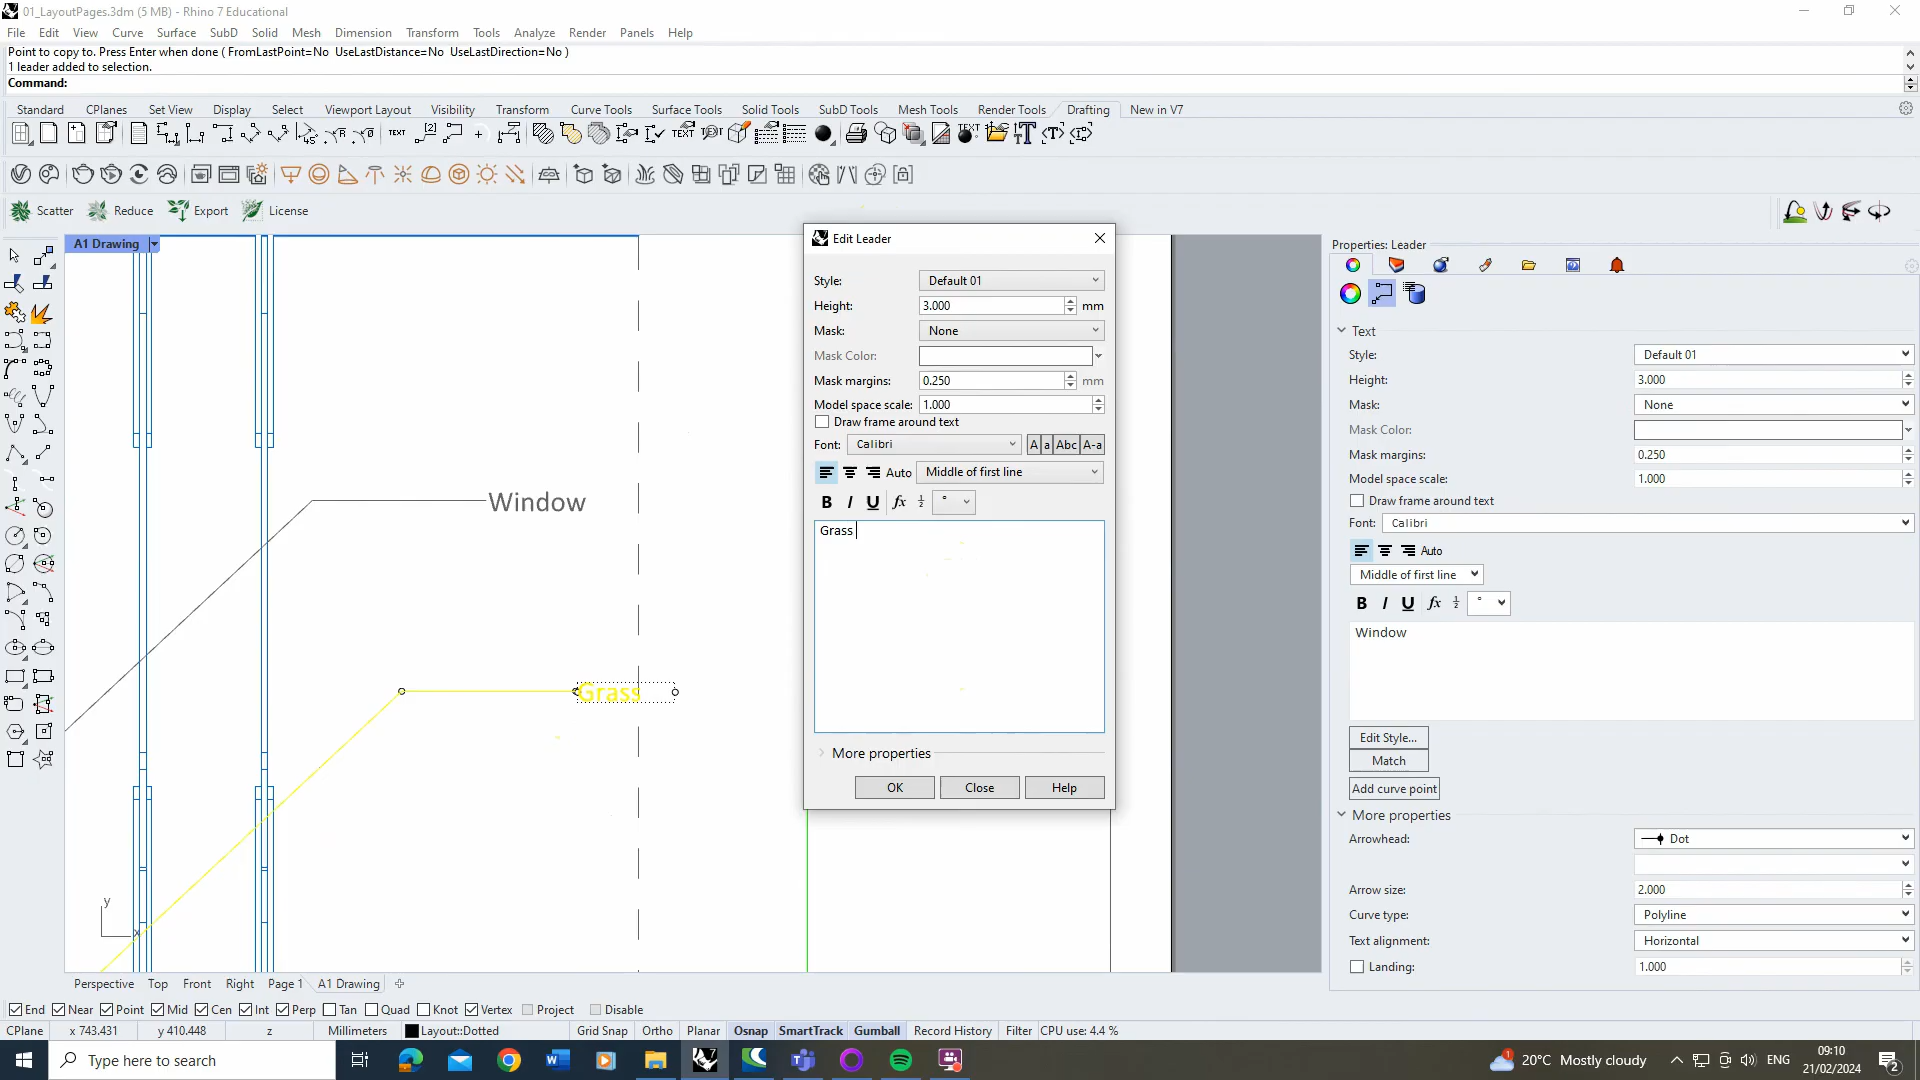 01_LayoutPages.3dm (5 MB) - Rhino 7 Educational
File Edit View Curve Surface SubD Solid Mesh Dimension Transform Tools Analyze Render Panels Help
Point to copy to. Press Enter when done ( FromLastPoint=No UseLastDistance=No UseLastDirection=No )
1 leader added to selection.
Command:
Standard CPlanes Set View Display Select Viewport Layout Visibility Transform Curve Tools Surface Tools Solid Tools SubD Tools Mesh Tools Render Tools Drafting New in V7
Scatter Reduce Export License
A1 Drawing
Window
Grass
y
x
Edit Leader
Style: Default 01
Height: 3.000 mm
Mask: None
Mask Color:
Mask margins: 0.250 mm
Model space scale: 1.000
Draw frame around text
Font: Calibri A a Abc A-a
Auto Middle of first line
B I U fx 1/2 °
Grass
More properties
OK Close Help
Properties: Leader
Text
Style: Default 01
Height: 3.000
Mask: None
Mask Color:
Mask margins: 0.250
Model space scale: 1.000
Draw frame around text
Font: Calibri
Auto
Middle of first line
B I U fx 1/2 °
Window
Edit Style...
Match
Add curve point
More properties
Arrowhead: Dot
Arrow size: 2.000
Curve type: Polyline
Text alignment: Horizontal
Landing: 1.000
Perspective Top Front Right Page 1 A1 Drawing
End Near Point Mid Cen Int Perp Tan Quad Knot Vertex Project Disable
CPlane x 743.431 y 410.448 z Millimeters Layout::Dotted Grid Snap Ortho Planar Osnap SmartTrack Gumball Record History Filter CPU use: 4.4 %
Type here to search
20°C Mostly cloudy
ENG
09:10
21/02/2024
2